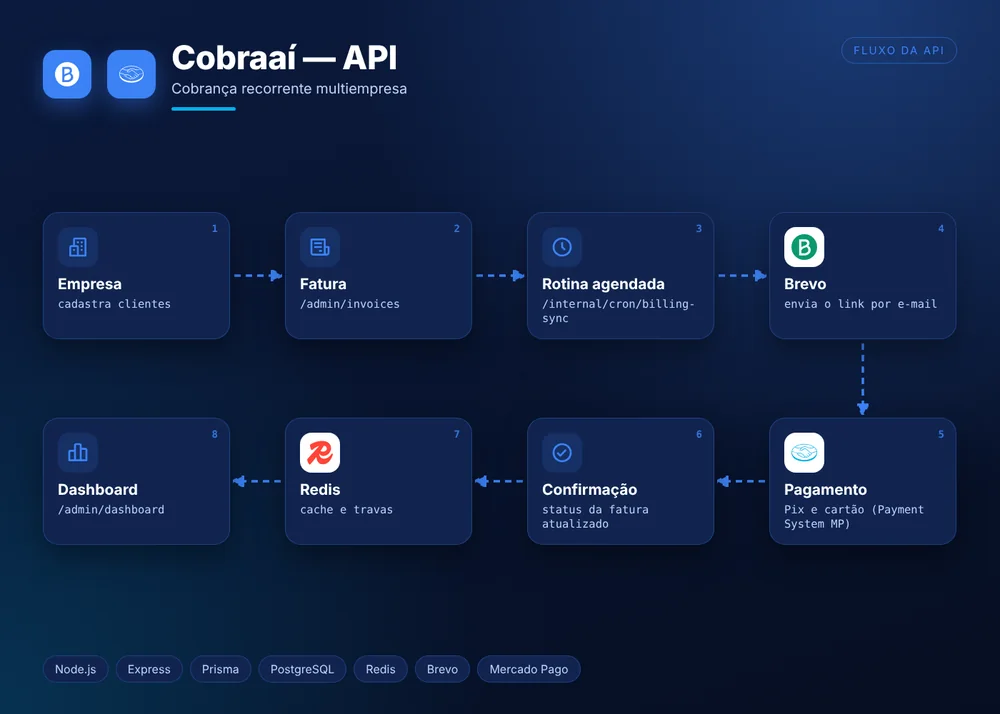 Cobraaí — API
Cobrança recorrente multiempresa
FLUXO DA API
1
Empresa
cadastra clientes
2
Fatura
/admin/invoices
3
Rotina agendada
/internal/cron/billing-
sync
4
Brevo
envia o link por e-mail
5
Pagamento
Pix e cartão (Payment
System MP)
6
Confirmação
status da fatura
atualizado
7
Redis
cache e travas
8
Dashboard
/admin/dashboard
Node.js
Express
Prisma
PostgreSQL
Redis
Brevo
Mercado Pago